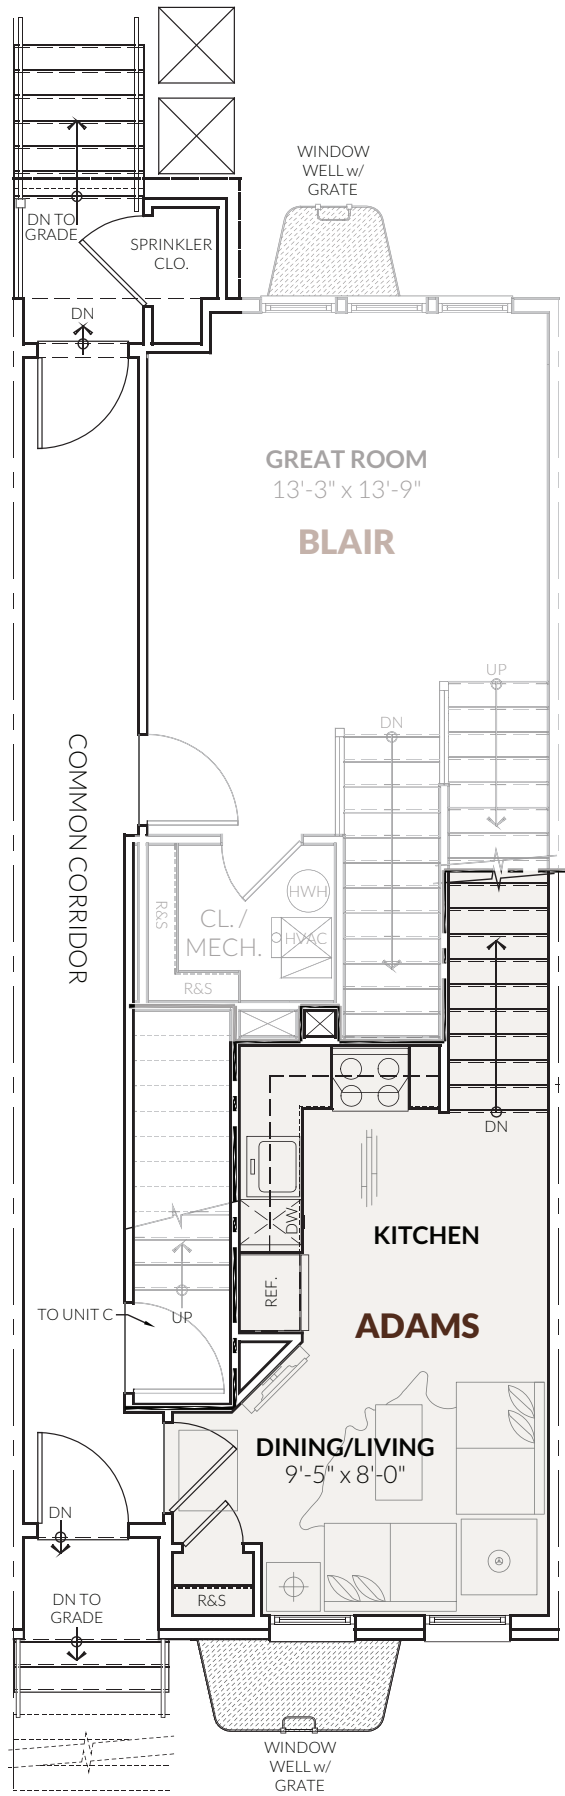 WINDOW
WELL w/
GRATE
DN TO
GRADE
SPRINKLER
CLO.
DN
GREAT ROOM
13'-3" x 13'-9"
BLAIR
UP
DN
COMMON CORRIDOR
R&S
CL. /
MECH.
HWH
HVAC
R&S
DN
DW
KITCHEN
REF.
TO UNIT C
UP
ADAMS
DINING/LIVING
9'-5" x 8'-0"
DN
DN TO
GRADE
R&S
WINDOW
WELL w/
GRATE